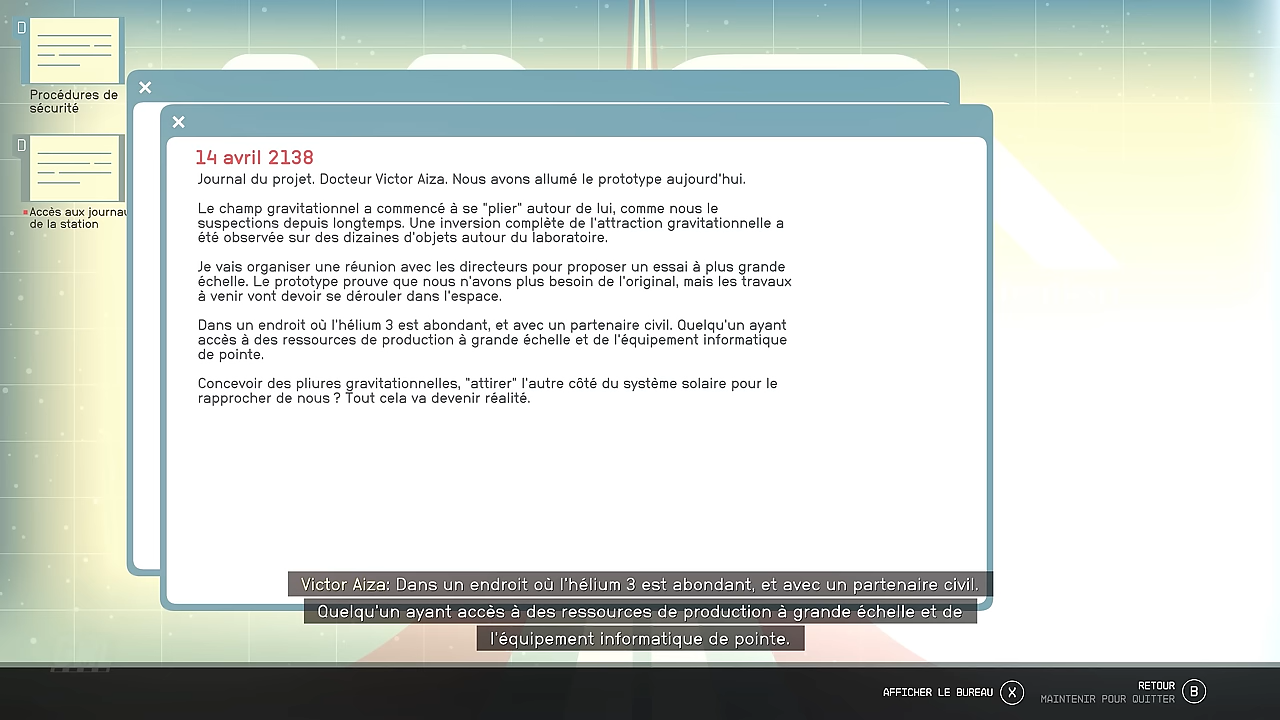 D
Procédures de
sécurité
D
Accès aux journau
de la station
14 avril 2138
Journal du projet. Docteur Victor Aiza. Nous avons allumé le prototype aujourd'hui.
Le champ gravitationnel a commencé à se "plier" autour de lui, comme nous le
suspections depuis longtemps. Une inversion complète de l'attraction gravitationnelle a
été observée sur des dizaines d'objets autour du laboratoire.
Je vais organiser une réunion avec les directeurs pour proposer un essai à plus grande
échelle. Le prototype prouve que nous n'avons plus besoin de l'original, mais les travaux
à venir vont devoir se dérouler dans l'espace.
Dans un endroit où l'hélium 3 est abondant, et avec un partenaire civil. Quelqu'un ayant
accès à des ressources de production à grande échelle et de l'équipement informatique
de pointe.
Concevoir des pliures gravitationnelles, "attirer" l'autre côté du système solaire pour le
rapprocher de nous ? Tout cela va devenir réalité.
Victor Aiza: Dans un endroit où l'hélium 3 est abondant, et avec un partenaire civil.
Quelqu'un ayant accès à des ressources de production à grande échelle et de
l'équipement informatique de pointe.
AFFICHER LE BUREAU X
RETOUR B
MAINTENIR POUR QUITTER